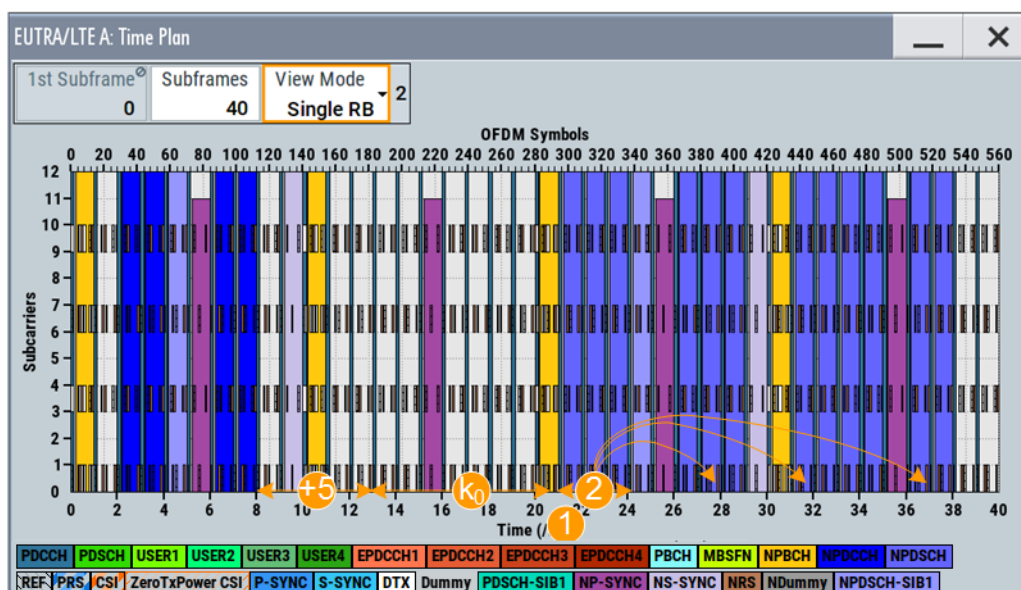 EUTRA/LTE A: Time Plan
1st Subframe Subframes View Mode
0 40 Single RB 2
OFDM Symbols
0 20 40 60 80 100 120 140 160 180 200 220 240 260 280 300 320 340 360 380 400 420 440 460 480 500 520 540 560
12
11
10
9
8
7
6
5
4
3
2
1
0
Subcarriers
+5 k0 2
0 2 4 6 8 10 12 14 16 18 20 22 24 26 28 30 32 34 36 38 40
1
Time (/
PDCCH PDSCH USER1 USER2 USER3 USER4 EPDCCH1 EPDCCH2 EPDCCH3 EPDCCH4 PBCH MBSFN NPBCH NPDCCH NPDSCH
REF PRS CSI ZeroTxPower CSI P-SYNC S-SYNC DTX Dummy PDSCH-SIB1 NP-SYNC NS-SYNC NRS NDummy NPDSCH-SIB1